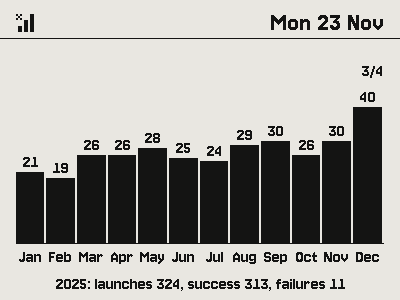 Mon 23 Nov
3/4
21 19 26 26 28 25 24 29 30 26 30 40
Jan Feb Mar Apr May Jun Jul Aug Sep Oct Nov Dec
2025: launches 324, success 313, failures 11